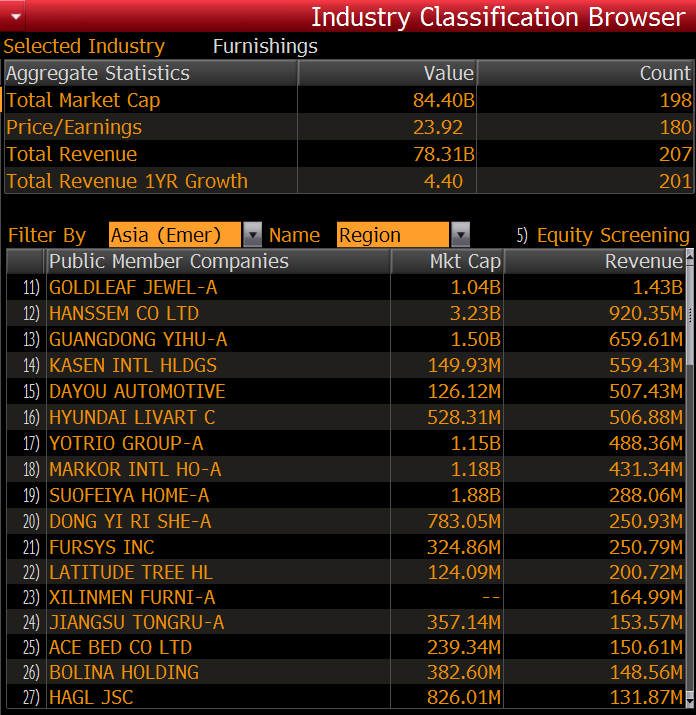 Industry Classification Browser
Selected Industry Furnishings
Aggregate Statistics Value Count
Total Market Cap 84.40B 198
Price/Earnings 23.92 180
Total Revenue 78.31B 207
Total Revenue 1YR Growth 4.40 201
Filter By Asia (Emer) Name Region 5) Equity Screening
Public Member Companies Mkt Cap Revenue
11) GOLDLEAF JEWEL-A 1.04B 1.43B
12) HANSSEM CO LTD 3.23B 920.35M
13) GUANGDONG YIHU-A 1.50B 659.61M
14) KASEN INTL HLDGS 149.93M 559.43M
15) DAYOU AUTOMOTIVE 126.12M 507.43M
16) HYUNDAI LIVART C 528.31M 506.88M
17) YOTRIO GROUP-A 1.15B 488.36M
18) MARKOR INTL HO-A 1.18B 431.34M
19) SUOFEIYA HOME-A 1.88B 288.06M
20) DONG YI RI SHE-A 783.05M 250.93M
21) FURSYS INC 324.86M 250.79M
22) LATITUDE TREE HL 124.09M 200.72M
23) XILINMEN FURNI-A -- 164.99M
24) JIANGSU TONGRU-A 357.14M 153.57M
25) ACE BED CO LTD 239.34M 150.61M
26) BOLINA HOLDING 382.60M 148.56M
27) HAGL JSC 826.01M 131.87M